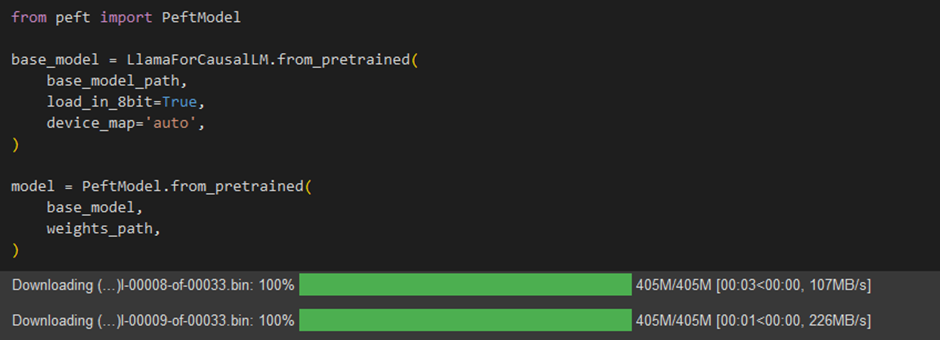 from peft import PeftModel
base_model = LlamaForCausalLM.from_pretrained(
base_model_path,
load_in_8bit=True,
device_map='auto',
)
model = PeftModel.from_pretrained(
base_model,
weights_path,
)
Downloading (...)l-00008-of-00033.bin: 100% 405M/405M [00:03<00:00, 107MB/s]
Downloading (...)l-00009-of-00033.bin: 100% 405M/405M [00:01<00:00, 226MB/s]